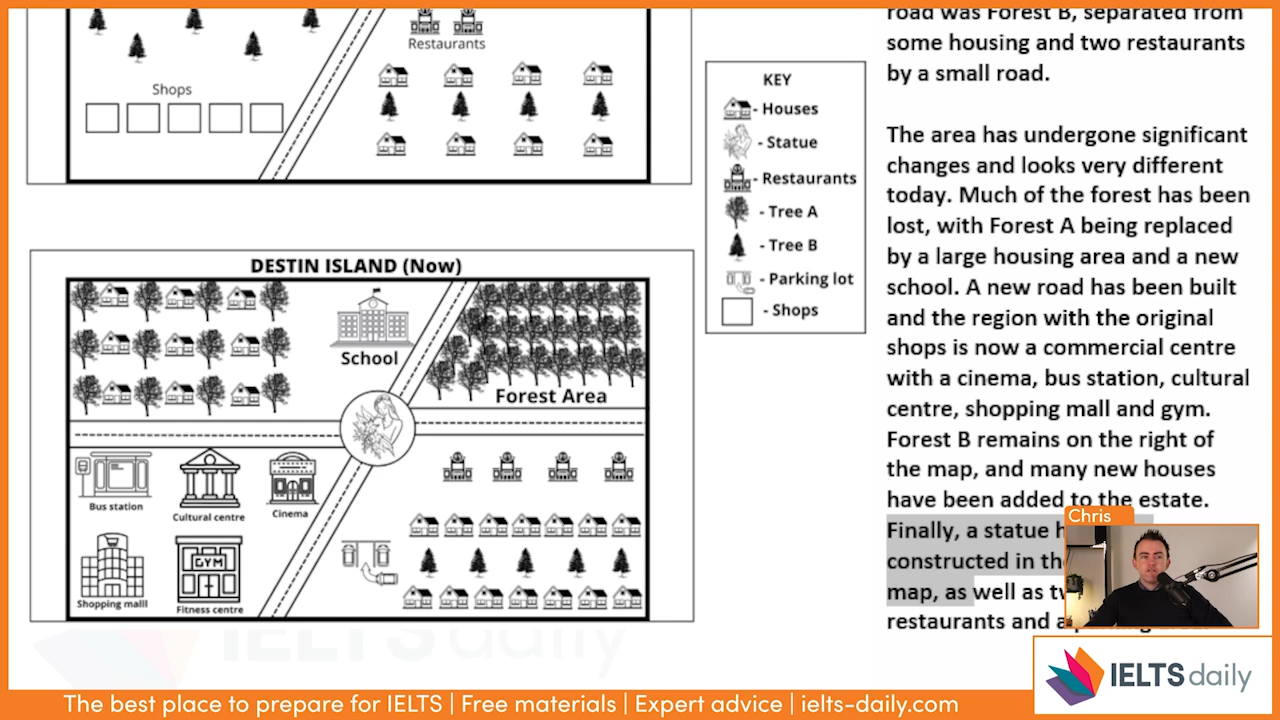 Restaurants
Shops
DESTIN ISLAND (Now)
School
Forest Area
Bus station
Cultural centre
Cinema
GYM
Shopping malll
Fitness centre
KEY
- Houses
- Statue
- Restaurants
- Tree A
- Tree B
- Parking lot
- Shops
road was Forest B, separated from
some housing and two restaurants
by a small road.
The area has undergone significant
changes and looks very different
today. Much of the forest has been
lost, with Forest A being replaced
by a large housing area and a new
school. A new road has been built
and the region with the original
shops is now a commercial centre
with a cinema, bus station, cultural
centre, shopping mall and gym.
Forest B remains on the right of
the map, and many new houses
have been added to the estate.
Finally, a statue
constructed in the
map, as well as
restaurants and
Chris
IELTS daily
IELTS daily
The best place to prepare for IELTS | Free materials | Expert advice | ielts-daily.com